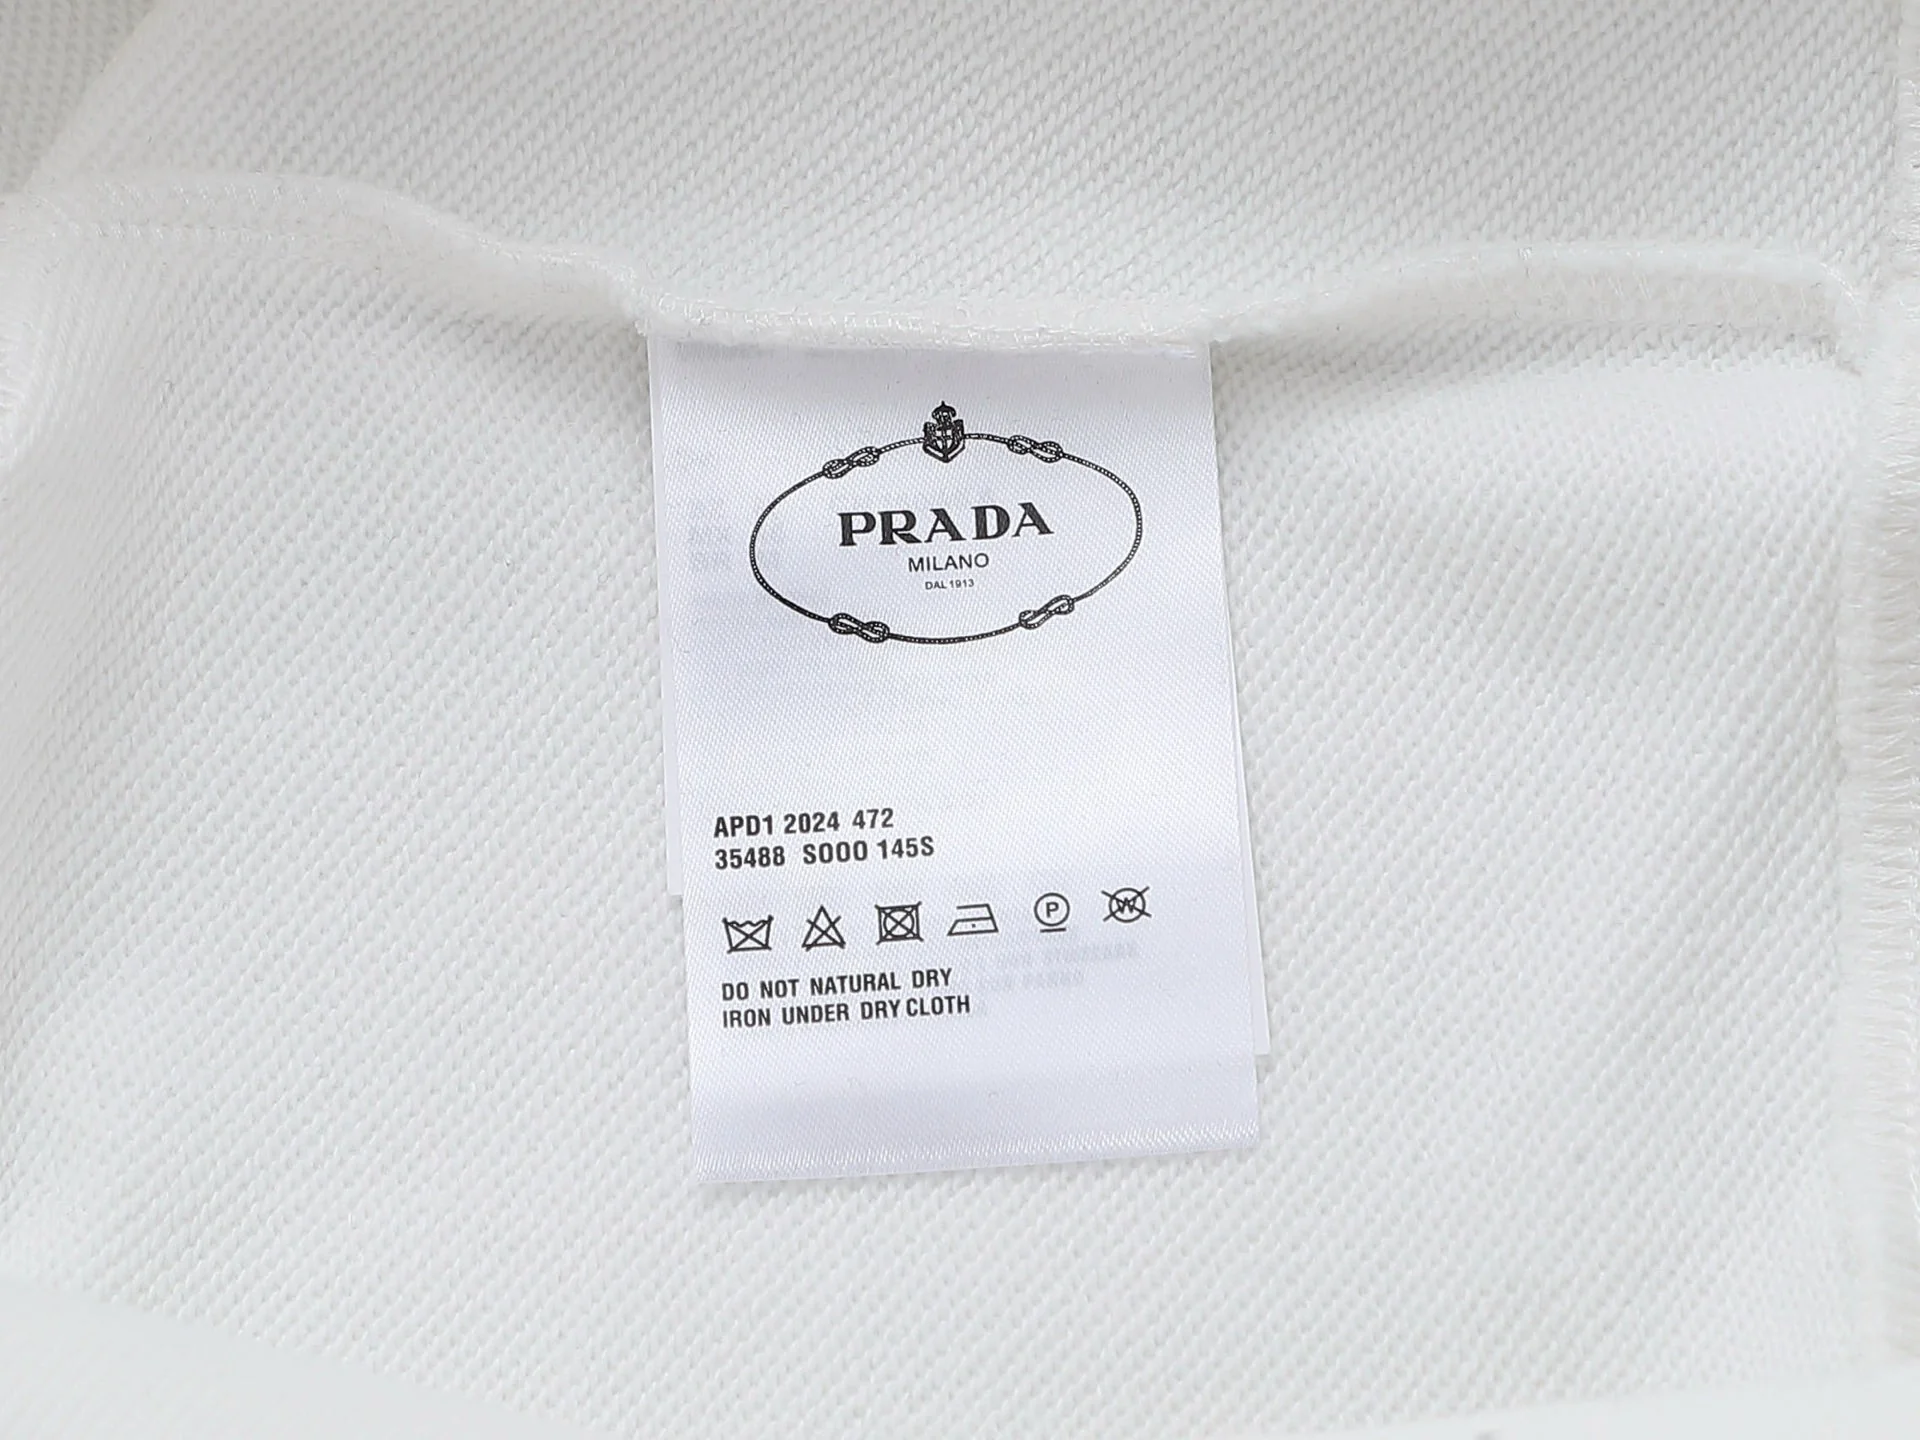 PRADA
MILANO
DAL 1913
APD1 2024 472
35488 SOOO 145S
P
W
DO NOT NATURAL DRY
IRON UNDER DRY CLOTH